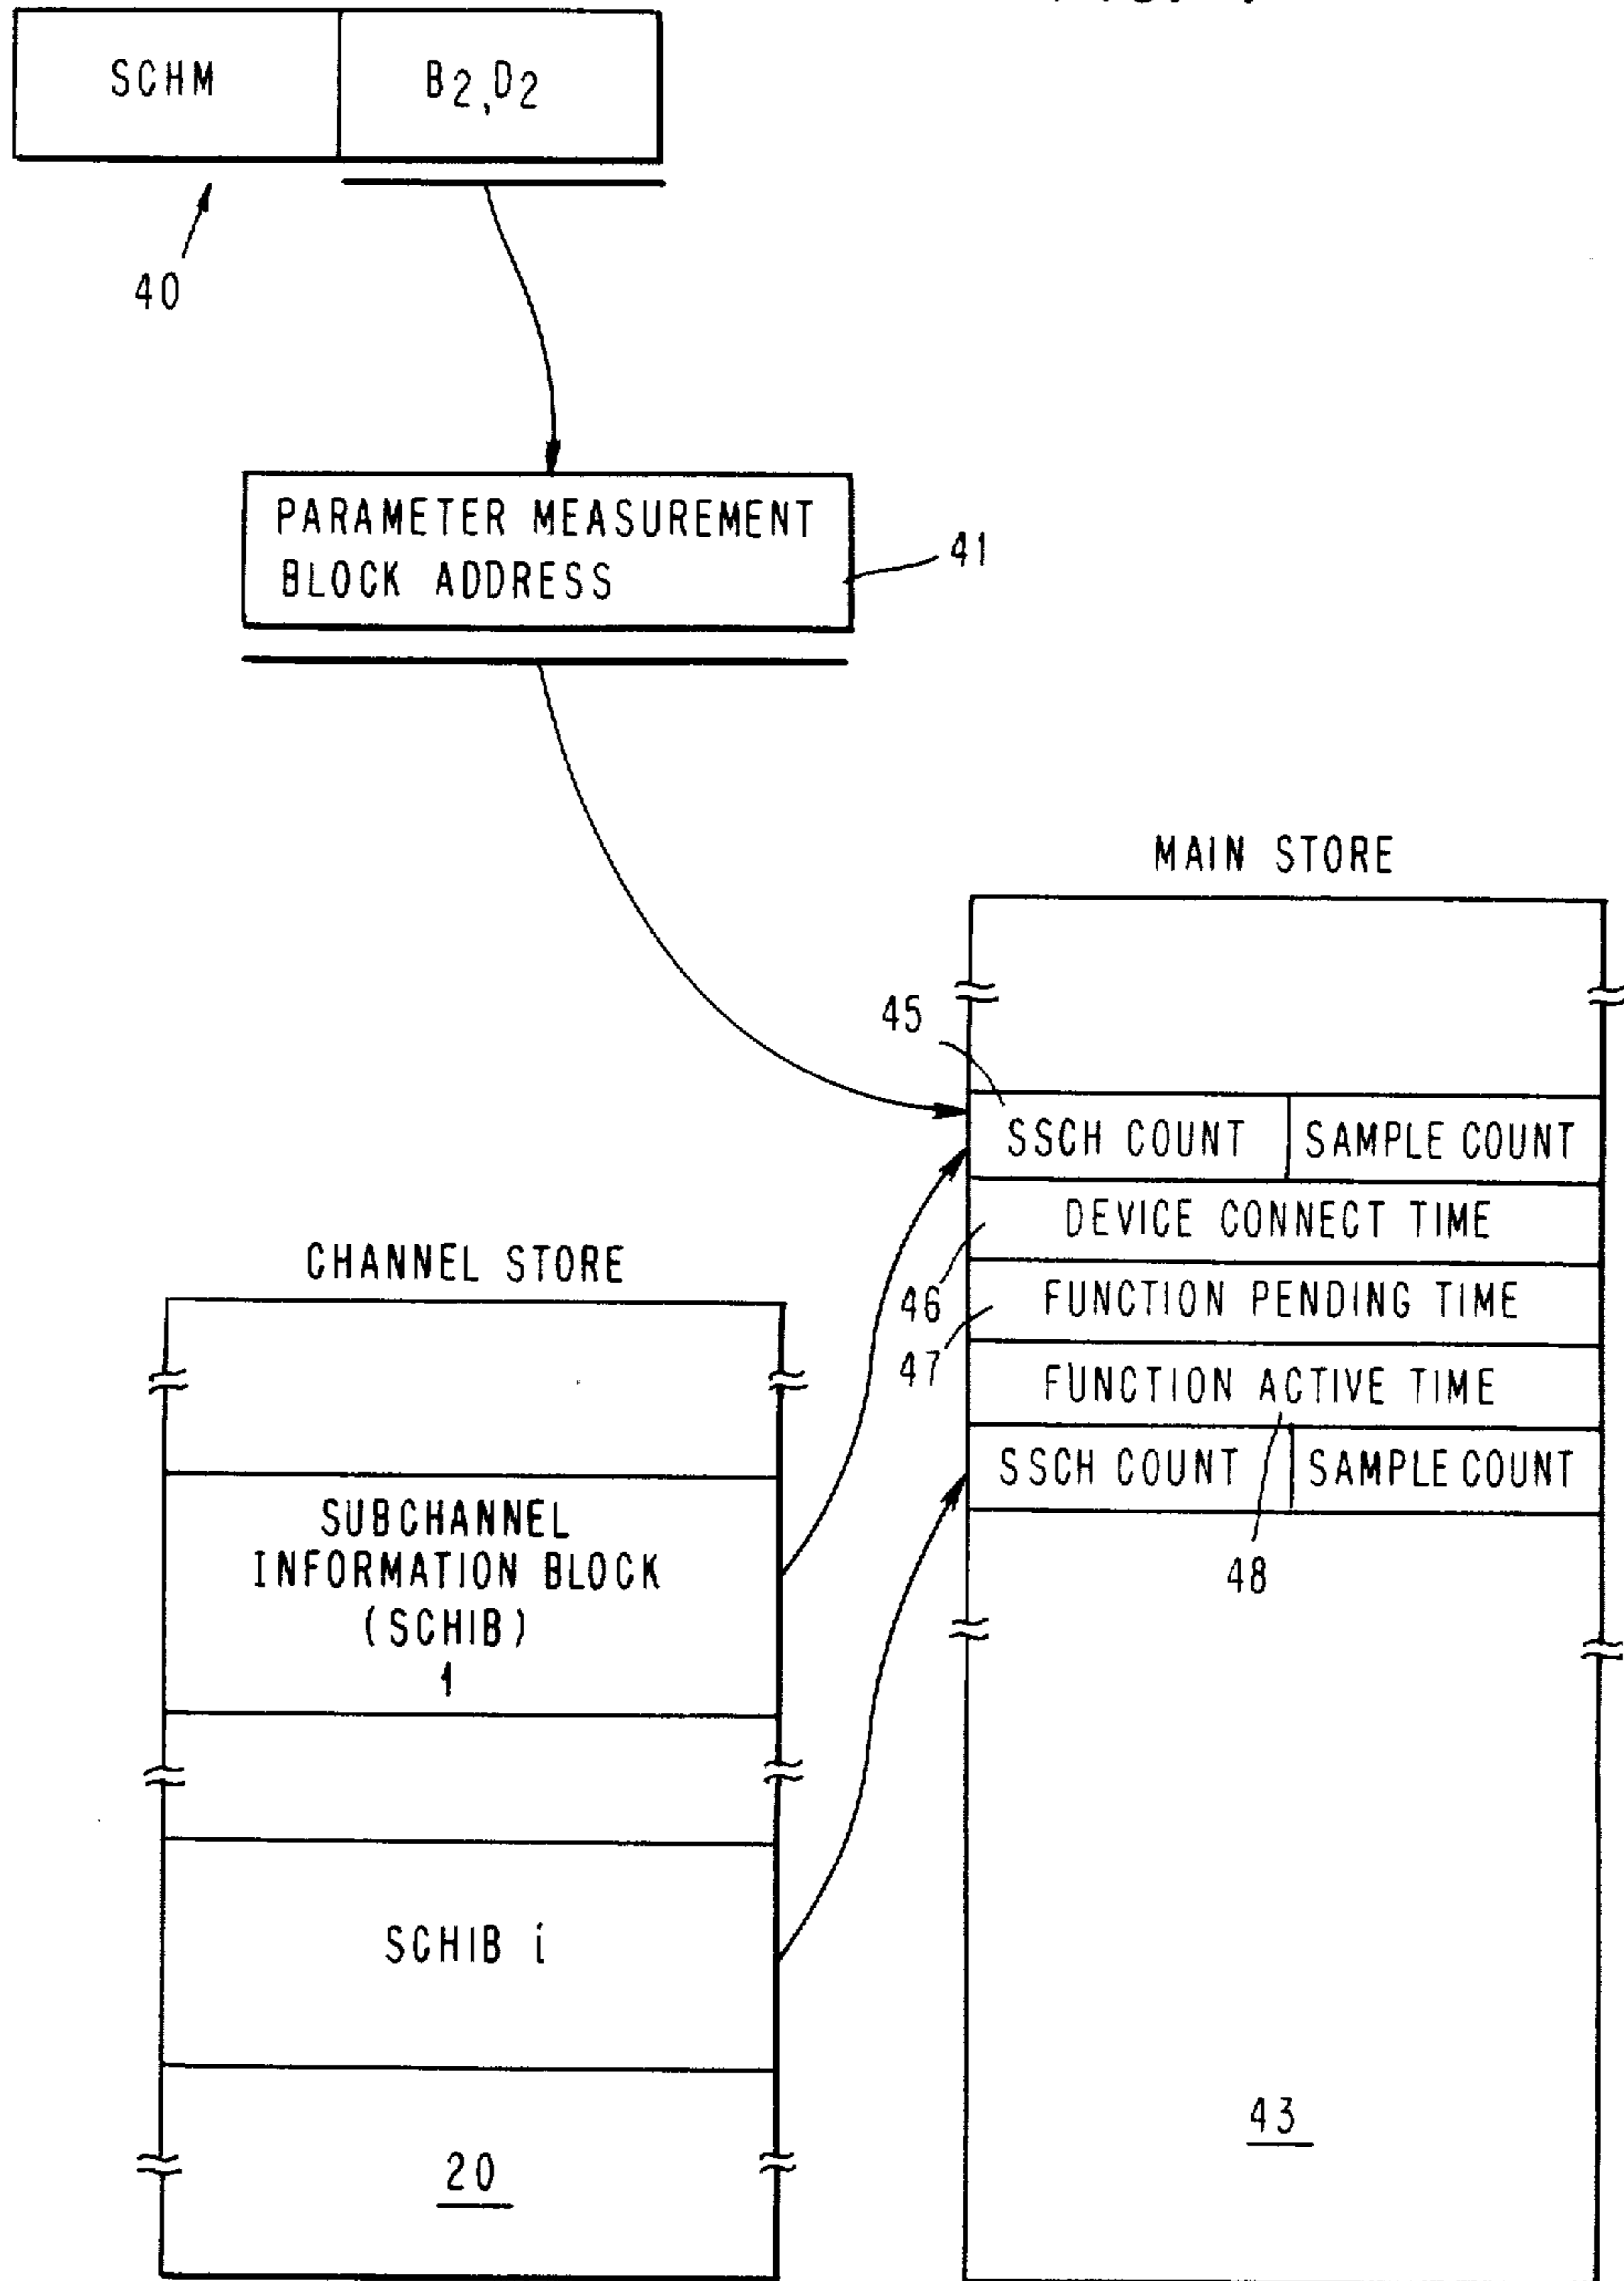 SCHM
B2,D2
40
PARAMETER MEASUREMENT
BLOCK ADDRESS
41
MAIN STORE
45
SSCH COUNT
SAMPLE COUNT
DEVICE CONNECT TIME
46
FUNCTION PENDING TIME
47
FUNCTION ACTIVE TIME
SSCH COUNT
SAMPLE COUNT
48
43
CHANNEL STORE
SUBCHANNEL
INFORMATION BLOCK
(SCHIB)
1
SCHIB i
20